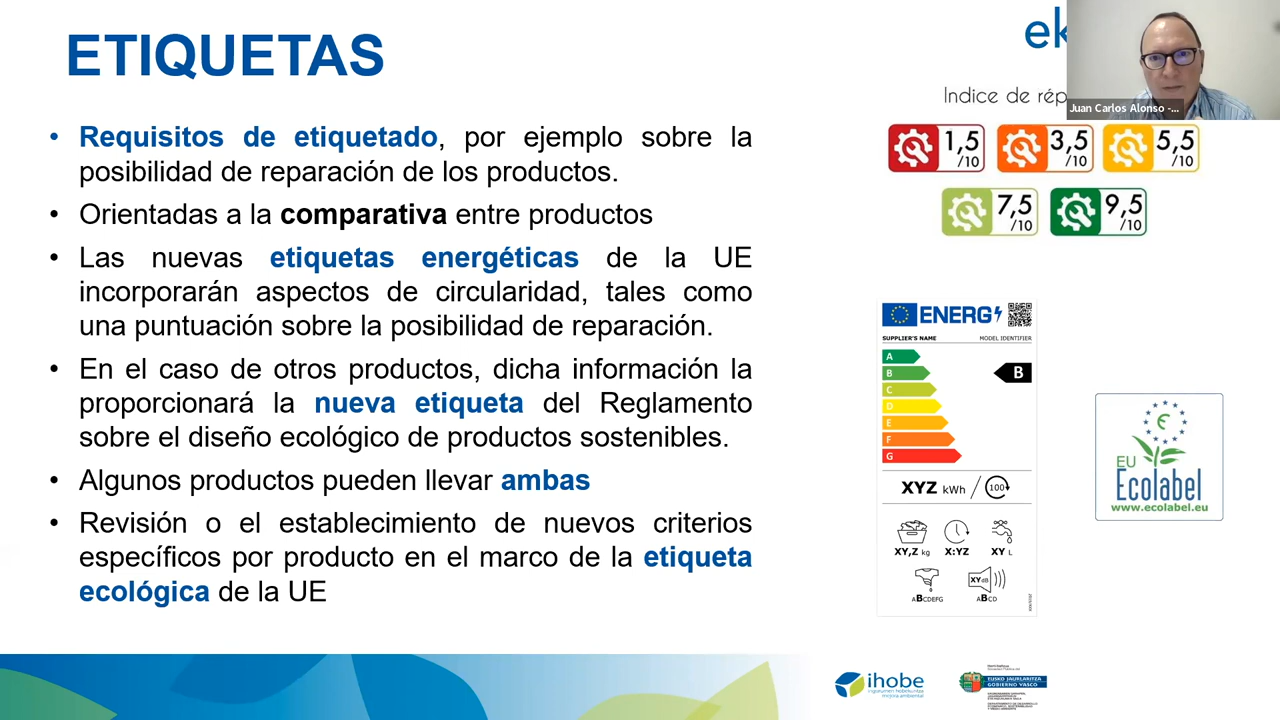 ETIQUETAS
• Requisitos de etiquetado, por ejemplo sobre la
posibilidad de reparación de los productos.
• Orientadas a la comparativa entre productos
• Las nuevas etiquetas energéticas de la UE
incorporarán aspectos de circularidad, tales como
una puntuación sobre la posibilidad de reparación.
• En el caso de otros productos, dicha información la
proporcionará la nueva etiqueta del Reglamento
sobre el diseño ecológico de productos sostenibles.
• Algunos productos pueden llevar ambas
• Revisión o el establecimiento de nuevos criterios
específicos por producto en el marco de la etiqueta
ecológica de la UE
ek
Juan Carlos Alonso -...
Indice de rép
1,5 /10
3,5 /10
5,5 /10
7,5 /10
9,5 /10
ENERG
SUPPLIER'S NAME MODEL IDENTIFIER
A
B B
C
D
E
F
G
XYZ kWh / 100
XY,Z kg X:YZ XY L
XYdB
ABCDEFG ABCD
EU
Ecolabel
www.ecolabel.eu
ihobe
EUSKO JAURLARITZA
GOBIERNO VASCO